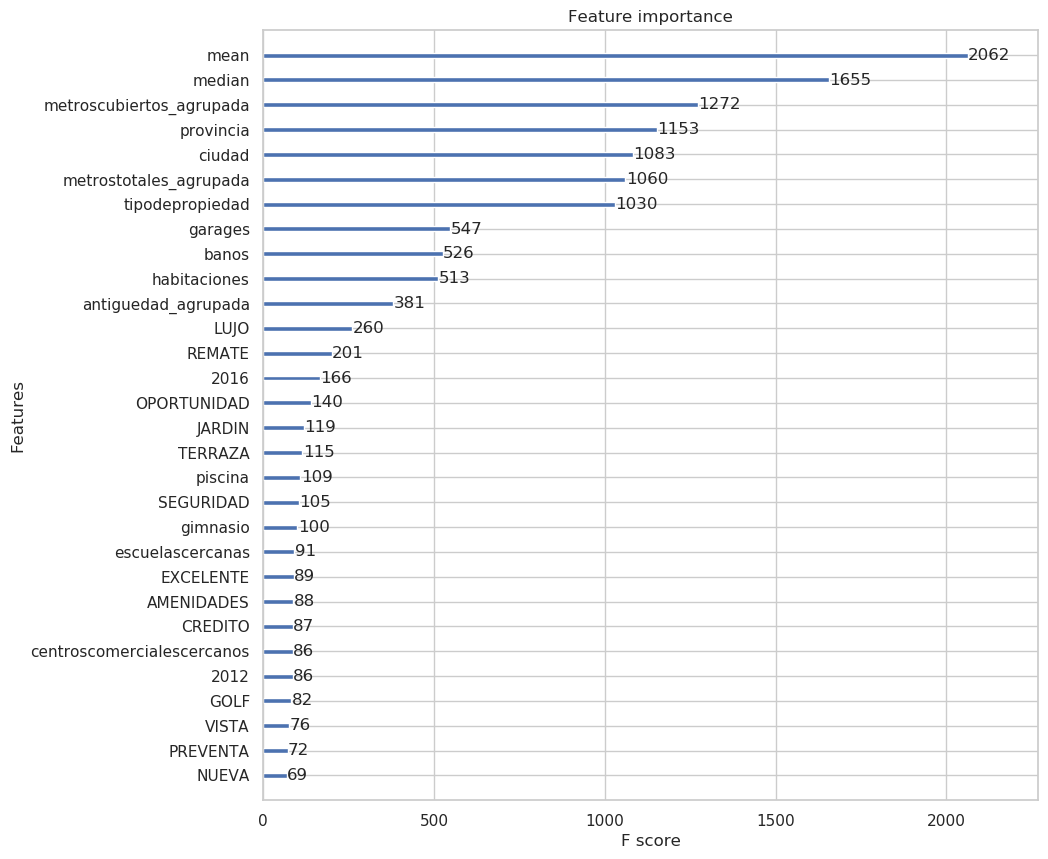 Feature importance
Features
mean 2062
median 1655
metroscubiertos_agrupada 1272
provincia 1153
ciudad 1083
metrostotales_agrupada 1060
tipodepropiedad 1030
garages 547
banos 526
habitaciones 513
antiguedad_agrupada 381
LUJO 260
REMATE 201
2016 166
OPORTUNIDAD 140
JARDIN 119
TERRAZA 115
piscina 109
SEGURIDAD 105
gimnasio 100
escuelascercanas 91
EXCELENTE 89
AMENIDADES 88
CREDITO 87
centroscomercialescercanos 86
2012 86
GOLF 82
VISTA 76
PREVENTA 72
NUEVA 69
0 500 1000 1500 2000
F score